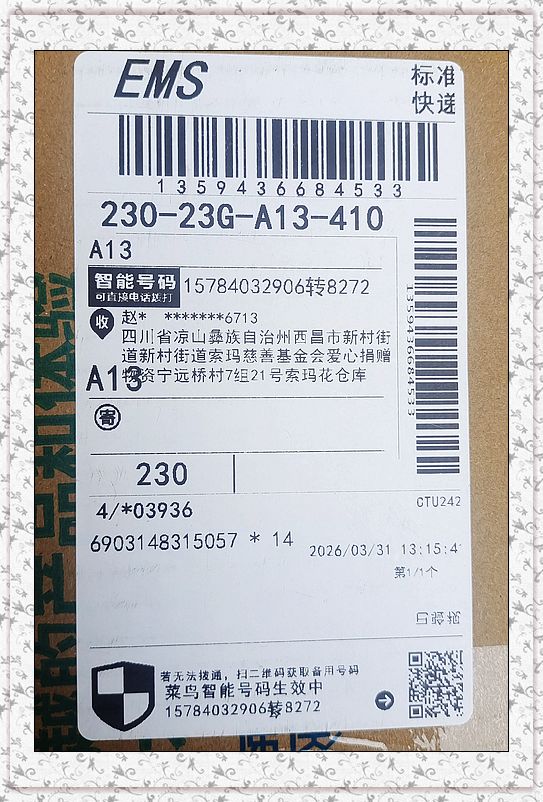 EMS
标准
快递
1359436684533
230-23G-A13-410
A13
智能号码
可直接电话拨打
15784032906转8272
收
赵* *******6713
四川省凉山彝族自治州西昌市新村街
道新村街道索玛慈善基金会爱心捐赠
物资宁远桥村7组21号索玛花仓库
A13
1359436684533
寄
230
4/*03936
CTU242
6903148315057 * 14
2026/03/31 13:15:4
第1/1个
已验视
若无法拨通，扫二维码获取备用号码
菜鸟智能号码生效中
15784032906转8272
的产品和体验